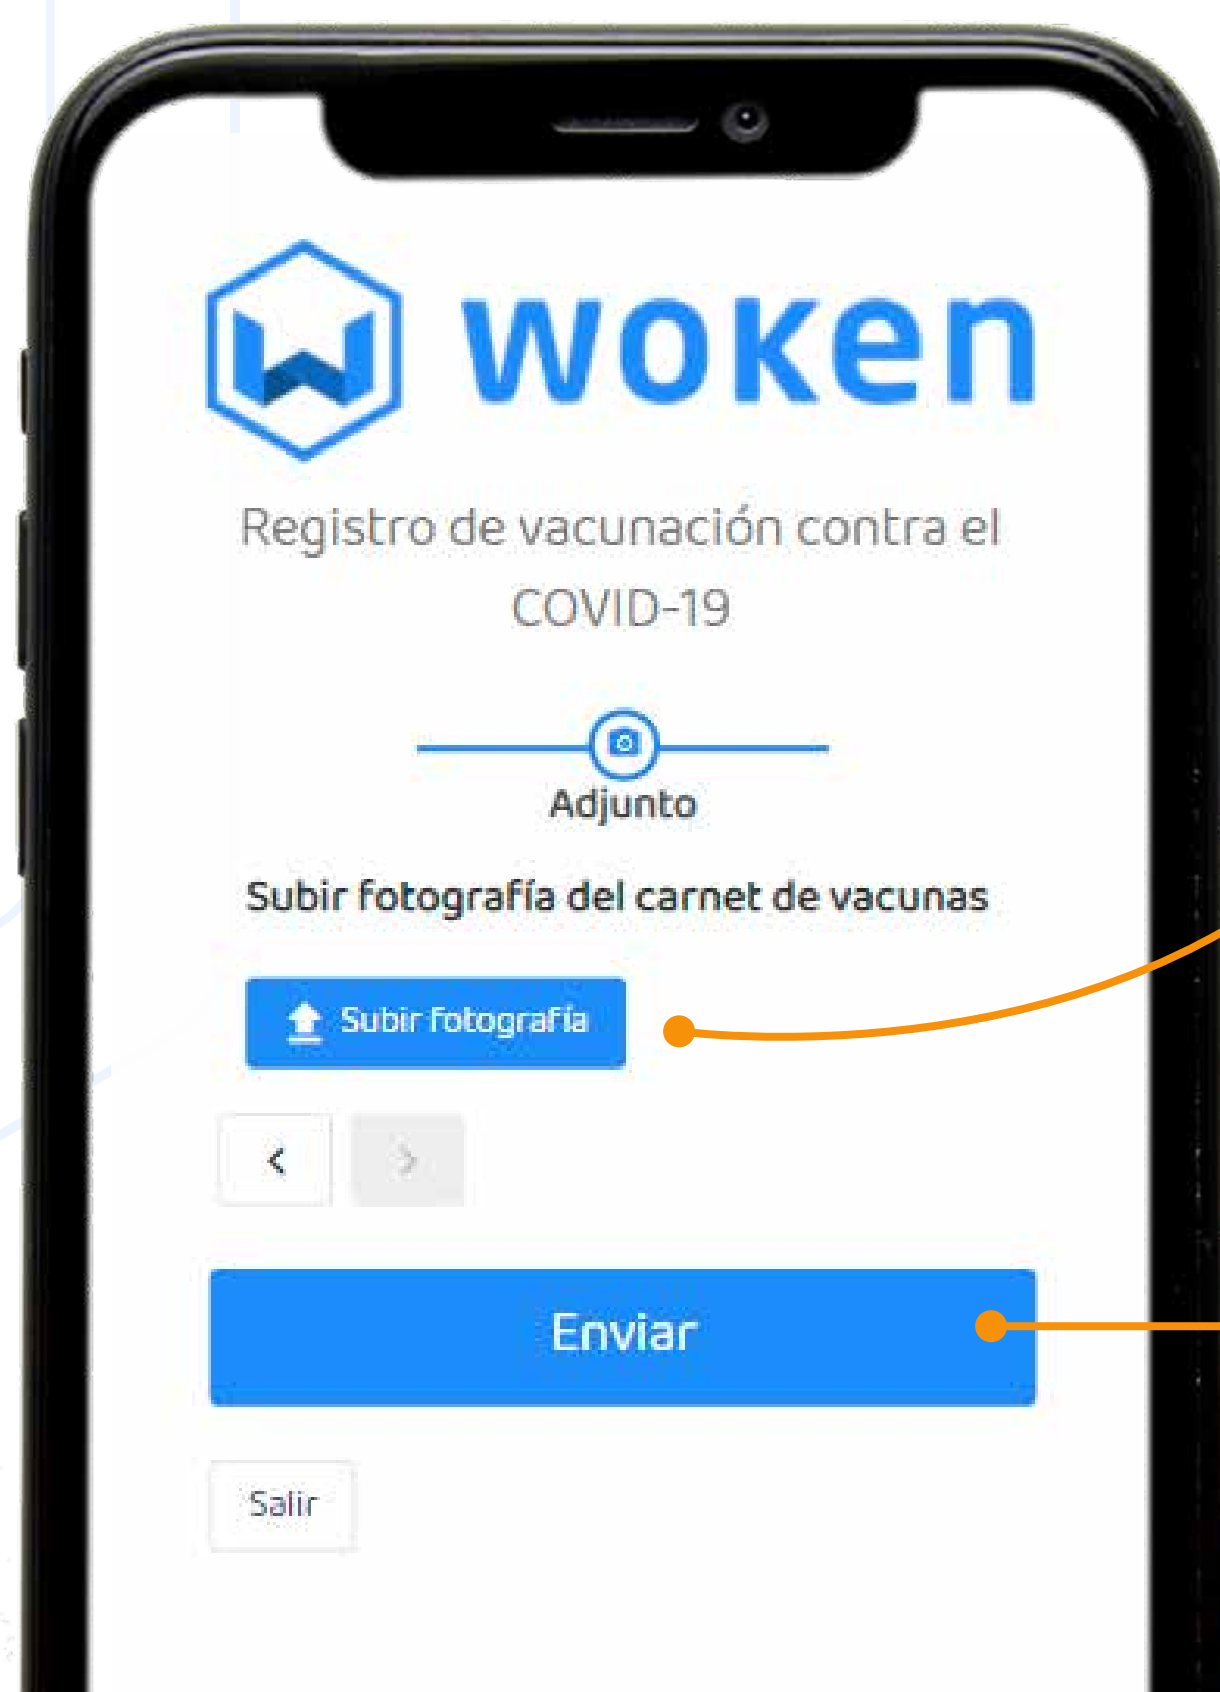 woken
Registro de vacunación contra el
COVID-19
Adjunto
Subir fotografía del carnet de vacunas
Subir fotografía
Enviar
Salir